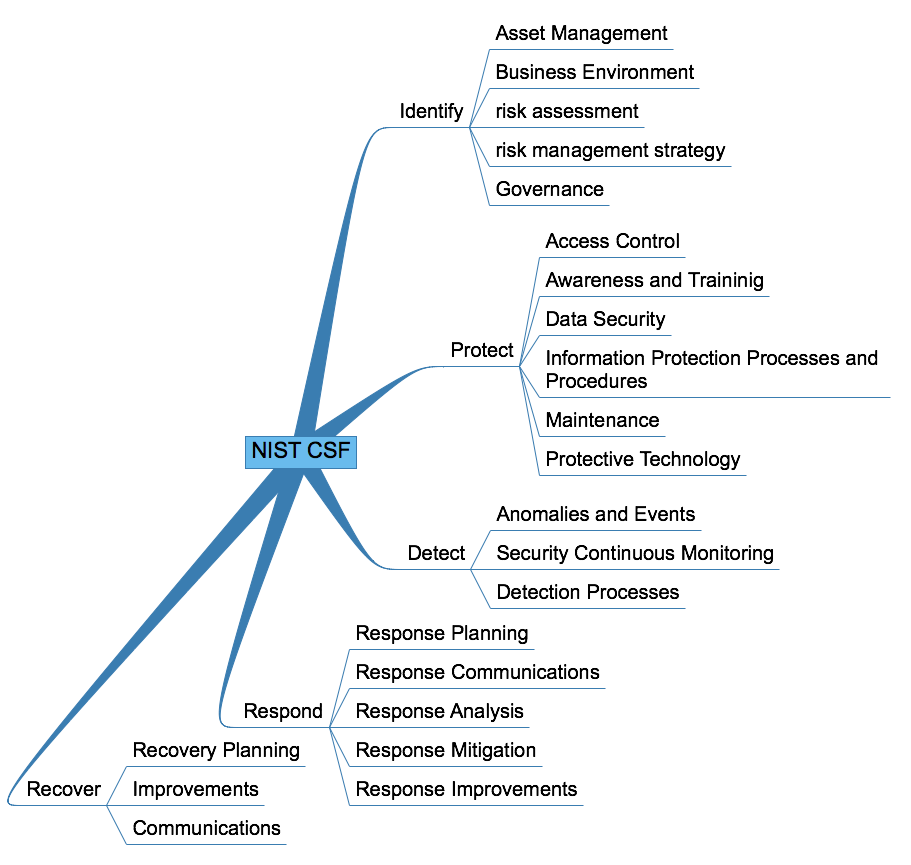 Asset Management
Business Environment
Identify
risk assessment
risk management strategy
Governance
Access Control
Awareness and Traininig
Data Security
Protect
Information Protection Processes and
Procedures
Maintenance
Protective Technology
NIST CSF
Anomalies and Events
Detect
Security Continuous Monitoring
Detection Processes
Response Planning
Response Communications
Respond
Response Analysis
Response Mitigation
Response Improvements
Recovery Planning
Recover
Improvements
Communications